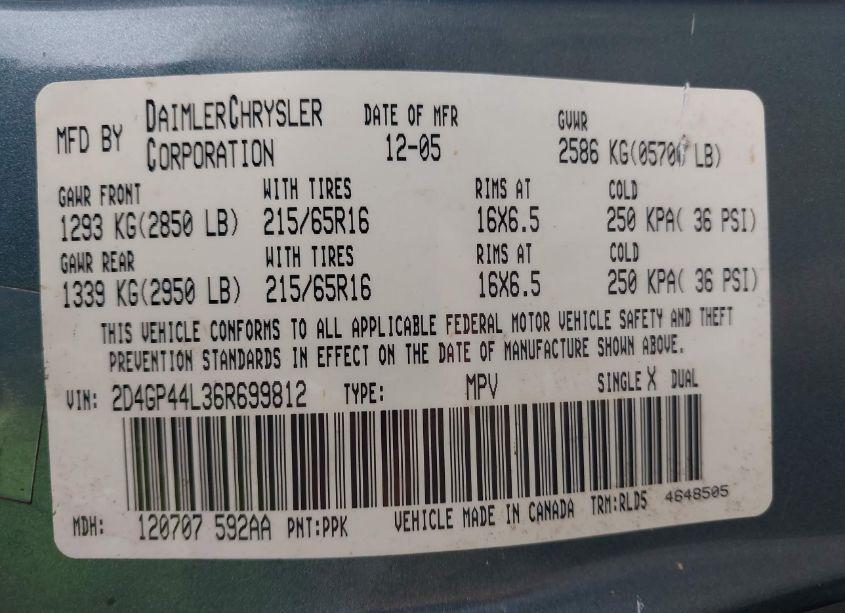 MFD BY DAIMLERCHRYSLER CORPORATION DATE OF MFR 12-05 GVWR 2586 KG(05700 LB)
GAWR FRONT WITH TIRES RIMS AT COLD
1293 KG(2850 LB) 215/65R16 16X6.5 250 KPA( 36 PSI)
GAWR REAR WITH TIRES RIMS AT COLD
1339 KG(2950 LB) 215/65R16 16X6.5 250 KPA( 36 PSI)
THIS VEHICLE CONFORMS TO ALL APPLICABLE FEDERAL MOTOR VEHICLE SAFETY AND THEFT
PREVENTION STANDARDS IN EFFECT ON THE DATE OF MANUFACTURE SHOWN ABOVE.
VIN: 2D4GP44L36R699812 TYPE: MPV SINGLE X DUAL
MDH: 120707 592AA PNT:PPK VEHICLE MADE IN CANADA TRM:RLD5 4648505